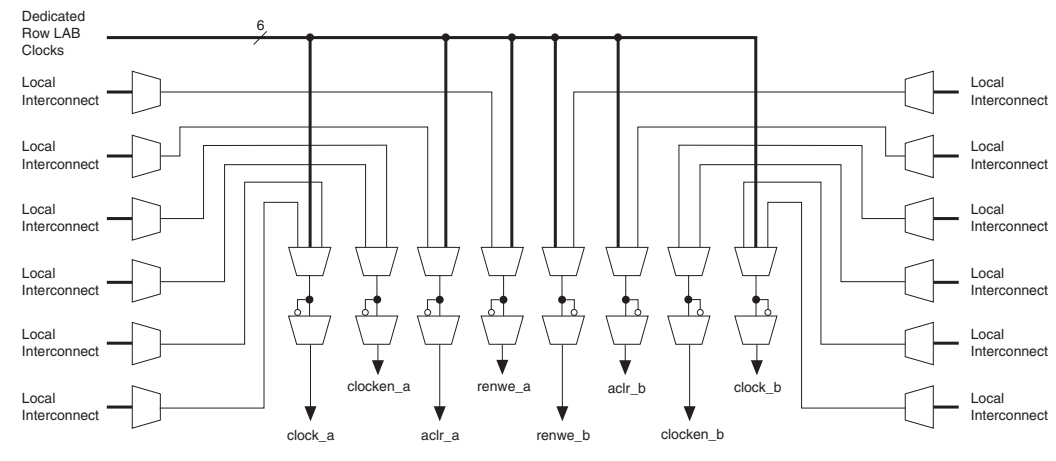 Dedicated
Row LAB
Clocks
6
Local
Interconnect
Local
Interconnect
Local
Interconnect
Local
Interconnect
Local
Interconnect
Local
Interconnect
Local
Interconnect
Local
Interconnect
Local
Interconnect
Local
Interconnect
Local
Interconnect
Local
Interconnect
clocken_a
renwe_a
aclr_b
clock_b
clock_a
aclr_a
renwe_b
clocken_b